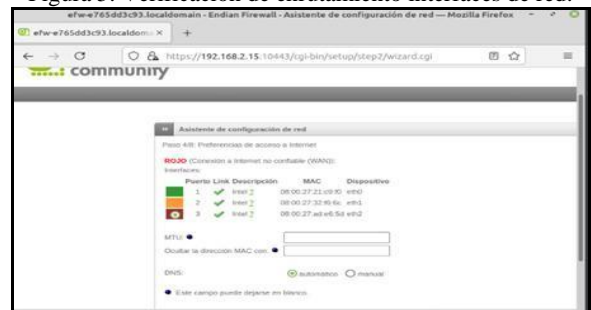 Figura 5: Verificación de enrutamiento interfaces de red.
efw-e765dd3c93.localdomain - Endian Firewall - Asistente de configuración de red — Mozilla Firefox
efw-e765dd3c93.localdom
https://192.168.2.15:10443/cgi-bin/setup/step2/wizard.cgi
community
Asistente de configuración de red
Paso 4/8: Preferencias de acceso a Internet
ROJO (Conexión a Internet no confiable (WAN)):
Interfaces:
Puerto Link Descripción MAC Dispositivo
1 Intel ? 08:00:27:21:c9:f0 eth0
2 Intel ? 08:00:27:32:f6:6c eth1
3 Intel ? 08:00:27:ad:e6:5d eth2
MTU:
Ocultar la dirección MAC con:
DNS: automático manual
Este campo puede dejarse en blanco.